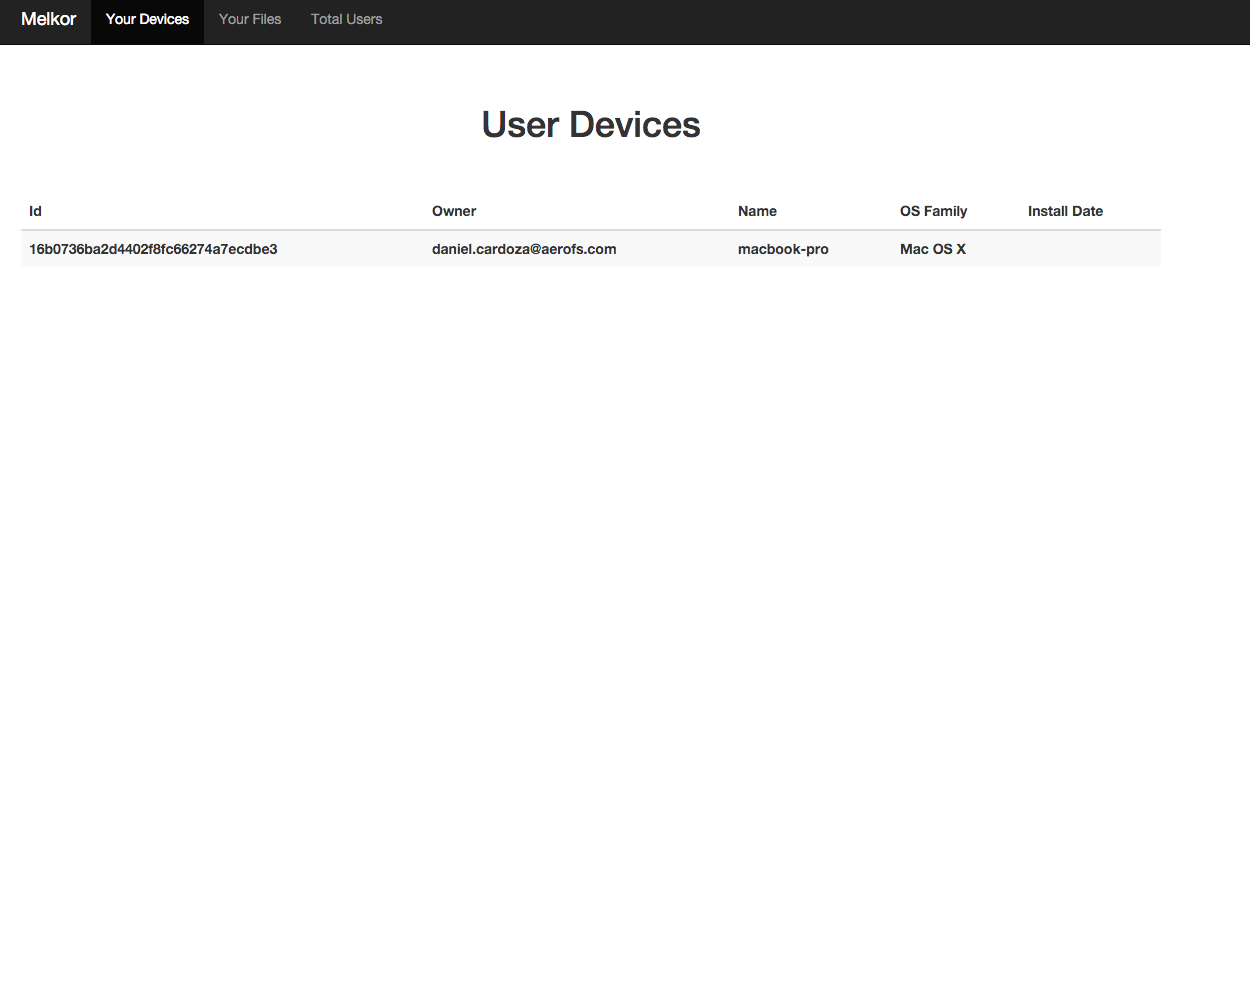 Melkor Your Devices Your Files Total Users
User Devices
Id Owner Name OS Family Install Date
16b0736ba2d4402f8fc66274a7ecdbe3 daniel.cardoza@aerofs.com macbook-pro Mac OS X